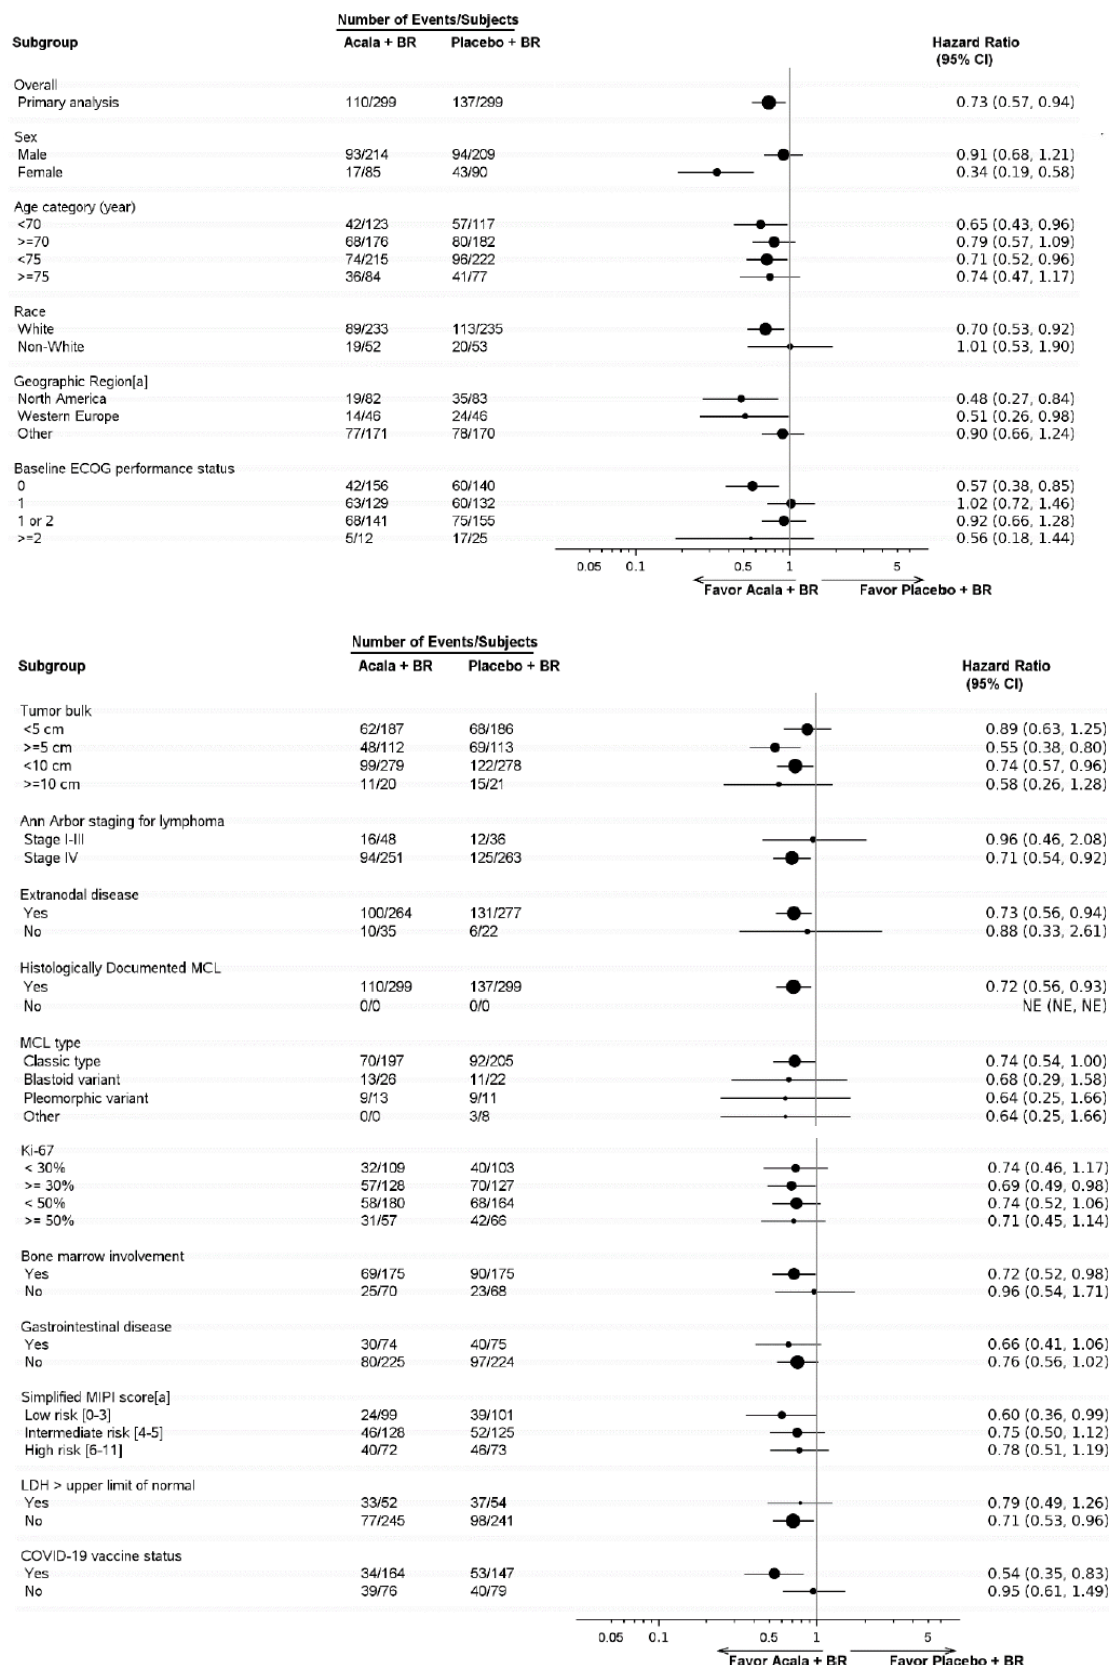 Number of Events/Subjects
Subgroup Acala + BR Placebo + BR Hazard Ratio
(95% CI)
Overall
Primary analysis 110/299 137/299 0.73 (0.57, 0.94)
Sex
Male 93/214 94/209 0.91 (0.68, 1.21)
Female 17/85 43/90 0.34 (0.19, 0.58)
Age category (year)
<70 42/123 57/117 0.65 (0.43, 0.96)
>=70 68/176 80/182 0.79 (0.57, 1.09)
<75 74/215 96/222 0.71 (0.52, 0.96)
>=75 36/84 41/77 0.74 (0.47, 1.17)
Race
White 89/233 113/235 0.70 (0.53, 0.92)
Non-White 19/52 20/53 1.01 (0.53, 1.90)
Geographic Region[a]
North America 19/82 35/83 0.48 (0.27, 0.84)
Western Europe 14/46 24/46 0.51 (0.26, 0.98)
Other 77/171 78/170 0.90 (0.66, 1.24)
Baseline ECOG performance status
0 42/156 60/140 0.57 (0.38, 0.85)
1 63/129 60/132 1.02 (0.72, 1.46)
1 or 2 68/141 75/155 0.92 (0.66, 1.28)
>=2 5/12 17/25 0.56 (0.18, 1.44)
0.05 0.1 0.5 1 5
Favor Acala + BR Favor Placebo + BR
Number of Events/Subjects
Subgroup Acala + BR Placebo + BR Hazard Ratio
(95% CI)
Tumor bulk
<5 cm 62/187 68/186 0.89 (0.63, 1.25)
>=5 cm 48/112 69/113 0.55 (0.38, 0.80)
<10 cm 99/279 122/278 0.74 (0.57, 0.96)
>=10 cm 11/20 15/21 0.58 (0.26, 1.28)
Ann Arbor staging for lymphoma
Stage I-III 16/48 12/36 0.96 (0.46, 2.08)
Stage IV 94/251 125/263 0.71 (0.54, 0.92)
Extranodal disease
Yes 100/264 131/277 0.73 (0.56, 0.94)
No 10/35 6/22 0.88 (0.33, 2.61)
Histologically Documented MCL
Yes 110/299 137/299 0.72 (0.56, 0.93)
No 0/0 0/0 NE (NE, NE)
MCL type
Classic type 70/197 92/205 0.74 (0.54, 1.00)
Blastoid variant 13/26 11/22 0.68 (0.29, 1.58)
Pleomorphic variant 9/13 9/11 0.64 (0.25, 1.66)
Other 0/0 3/8 0.64 (0.25, 1.66)
Ki-67
< 30% 32/109 40/103 0.74 (0.46, 1.17)
>= 30% 57/128 70/127 0.69 (0.49, 0.98)
< 50% 58/180 68/164 0.74 (0.52, 1.06)
>= 50% 31/57 42/66 0.71 (0.45, 1.14)
Bone marrow involvement
Yes 69/175 90/175 0.72 (0.52, 0.98)
No 25/70 23/68 0.96 (0.54, 1.71)
Gastrointestinal disease
Yes 30/74 40/75 0.66 (0.41, 1.06)
No 80/225 97/224 0.76 (0.56, 1.02)
Simplified MIPI score[a]
Low risk [0-3] 24/99 39/101 0.60 (0.36, 0.99)
Intermediate risk [4-5] 46/128 52/125 0.75 (0.50, 1.12)
High risk [6-11] 40/72 46/73 0.78 (0.51, 1.19)
LDH > upper limit of normal
Yes 33/52 37/54 0.79 (0.49, 1.26)
No 77/245 98/241 0.71 (0.53, 0.96)
COVID-19 vaccine status
Yes 34/164 53/147 0.54 (0.35, 0.83)
No 39/76 40/79 0.95 (0.61, 1.49)
0.05 0.1 0.5 1 5
Favor Acala + BR Favor Placebo + BR